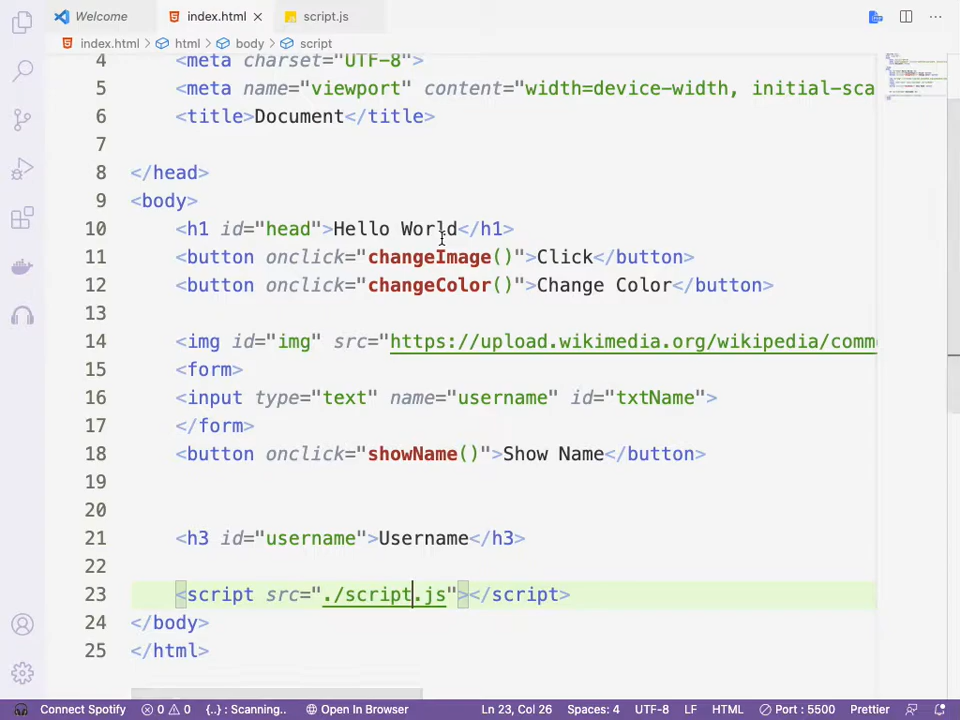 Welcome index.html script.js
index.html > html > body > script
4 <meta charset="UTF-8">
5 <meta name="viewport" content="width=device-width, initial-sca
6 <title>Document</title>
7
8 </head>
9 <body>
10 <h1 id="head">Hello World</h1>
11 <button onclick="changeImage()">Click</button>
12 <button onclick="changeColor()">Change Color</button>
13
14 <img id="img" src="https://upload.wikimedia.org/wikipedia/comm
15 <form>
16 <input type="text" name="username" id="txtName">
17 </form>
18 <button onclick="showName()">Show Name</button>
19
20
21 <h3 id="username">Username</h3>
22
23 <script src="./script.js"></script>
24 </body>
25 </html>
Connect Spotify 0 0 {..} : Scanning.. Open In Browser Ln 23, Col 26 Spaces: 4 UTF-8 LF HTML Port : 5500 Prettier